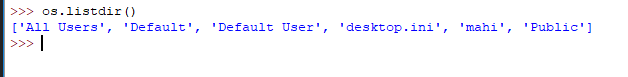 >>> os.listdir()
['All Users', 'Default', 'Default User', 'desktop.ini', 'mahi', 'Public']
>>>